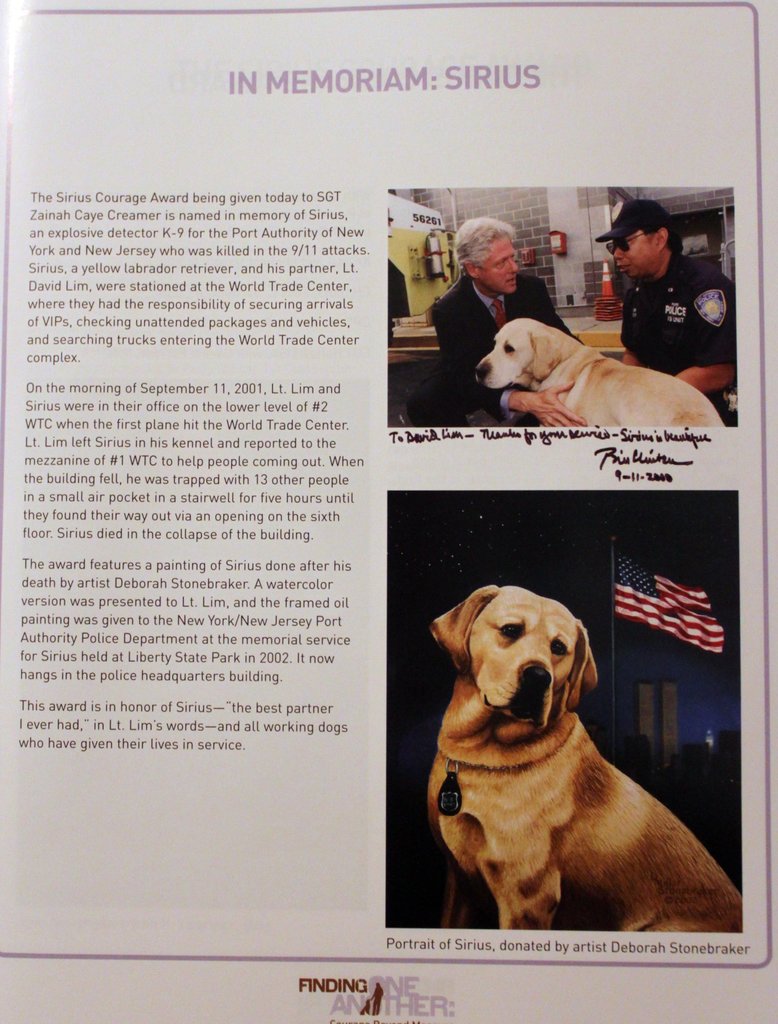 IN MEMORIAM: SIRIUS
The Sirius Courage Award being given today to SGT
Zainah Caye Creamer is named in memory of Sirius,
an explosive detector K-9 for the Port Authority of New
York and New Jersey who was killed in the 9/11 attacks.
Sirius, a yellow labrador retriever, and his partner, Lt.
David Lim, were stationed at the World Trade Center,
where they had the responsibility of securing arrivals
of VIPs, checking unattended packages and vehicles,
and searching trucks entering the World Trade Center
complex.
On the morning of September 11, 2001, Lt. Lim and
Sirius were in their office on the lower level of #2
WTC when the first plane hit the World Trade Center.
Lt. Lim left Sirius in his kennel and reported to the
mezzanine of #1 WTC to help people coming out. When
the building fell, he was trapped with 13 other people
in a small air pocket in a stairwell for five hours until
they found their way out via an opening on the sixth
floor. Sirius died in the collapse of the building.
The award features a painting of Sirius done after his
death by artist Deborah Stonebraker. A watercolor
version was presented to Lt. Lim, and the framed oil
painting was given to the New York/New Jersey Port
Authority Police Department at the memorial service
for Sirius held at Liberty State Park in 2002. It now
hangs in the police headquarters building.
This award is in honor of Sirius—"the best partner
I ever had," in Lt. Lim's words—and all working dogs
who have given their lives in service.
56261
POLICE
To David Lim — Thanks for your service — Sirius is beautiful
Bill Clinton
9-11-2000
Stonebraker
Portrait of Sirius, donated by artist Deborah Stonebraker
FINDING ONE
ANOTHER:
Courage Beyond